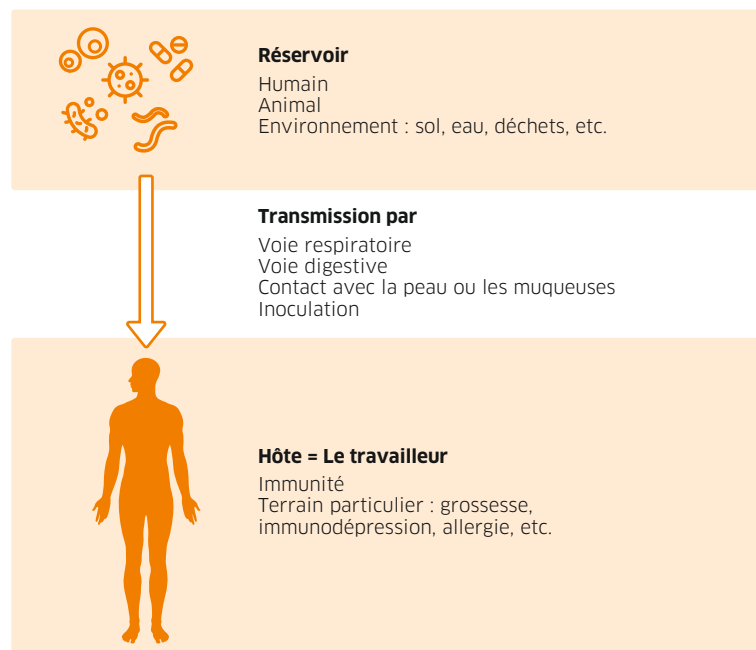 Réservoir
Humain
Animal
Environnement : sol, eau, déchets, etc.
Transmission par
Voie respiratoire
Voie digestive
Contact avec la peau ou les muqueuses
Inoculation
Hôte = Le travailleur
Immunité
Terrain particulier : grossesse,
immunodépression, allergie, etc.